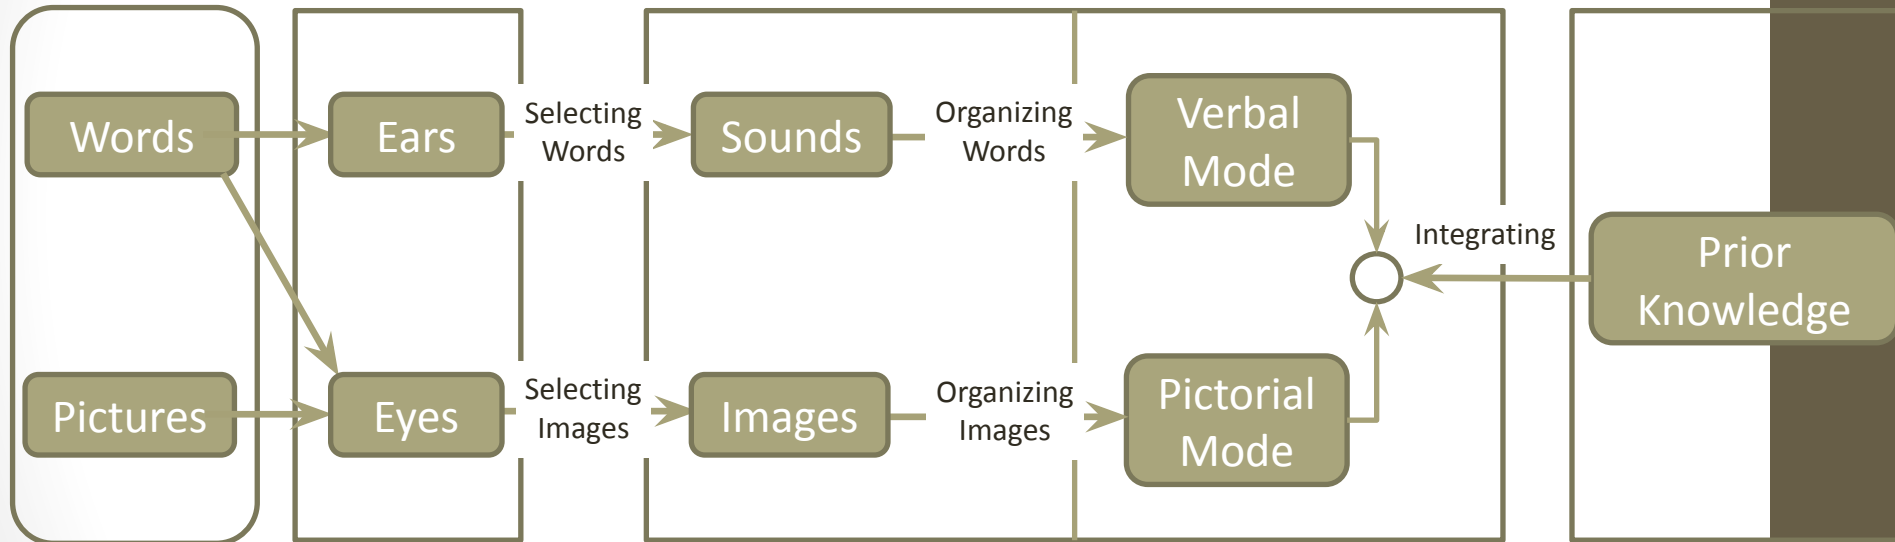 Words
Ears
Selecting
Words
Sounds
Organizing
Words
Verbal
Mode
Integrating
Prior
Knowledge
Pictures
Eyes
Selecting
Images
Images
Organizing
Images
Pictorial
Mode